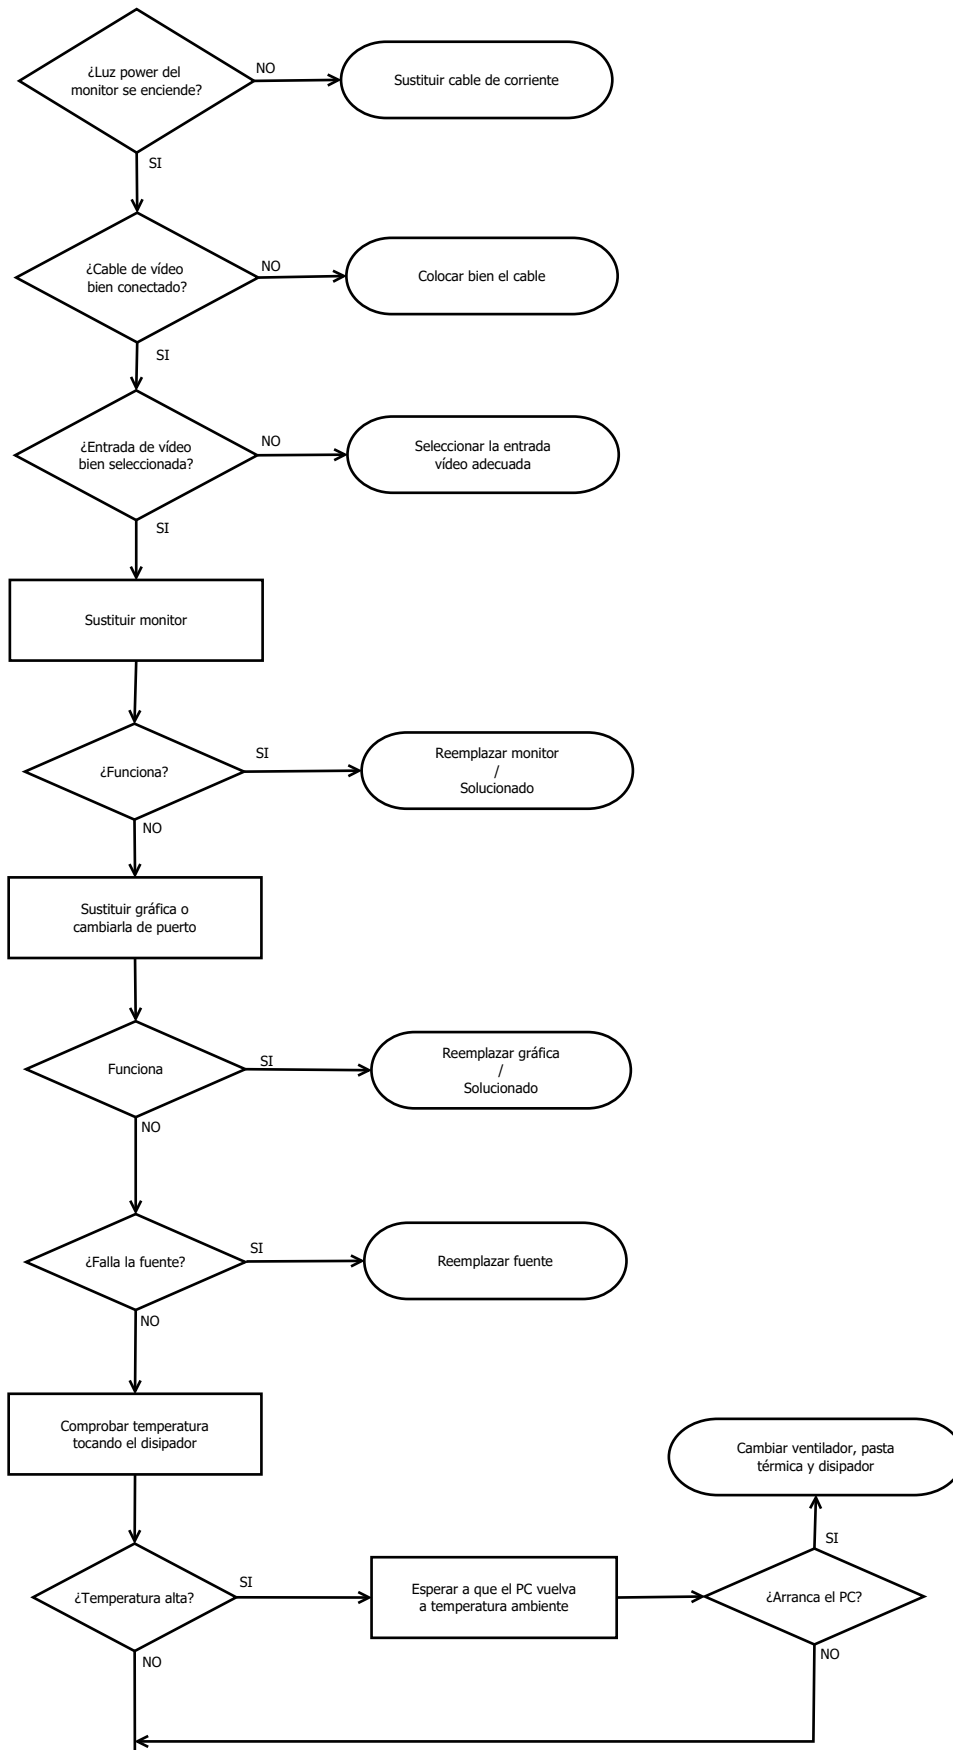 ¿Luz power del
monitor se enciende?
NO
Sustituir cable de corriente
SI
¿Cable de vídeo
bien conectado?
NO
Colocar bien el cable
SI
¿Entrada de vídeo
bien seleccionada?
NO
Seleccionar la entrada
vídeo adecuada
SI
Sustituir monitor
¿Funciona?
SI
Reemplazar monitor
/
Solucionado
NO
Sustituir gráfica o
cambiarla de puerto
Funciona
SI
Reemplazar gráfica
/
Solucionado
NO
¿Falla la fuente?
SI
Reemplazar fuente
NO
Comprobar temperatura
tocando el disipador
¿Temperatura alta?
SI
Esperar a que el PC vuelva
a temperatura ambiente
¿Arranca el PC?
SI
Cambiar ventilador, pasta
térmica y disipador
NO
NO